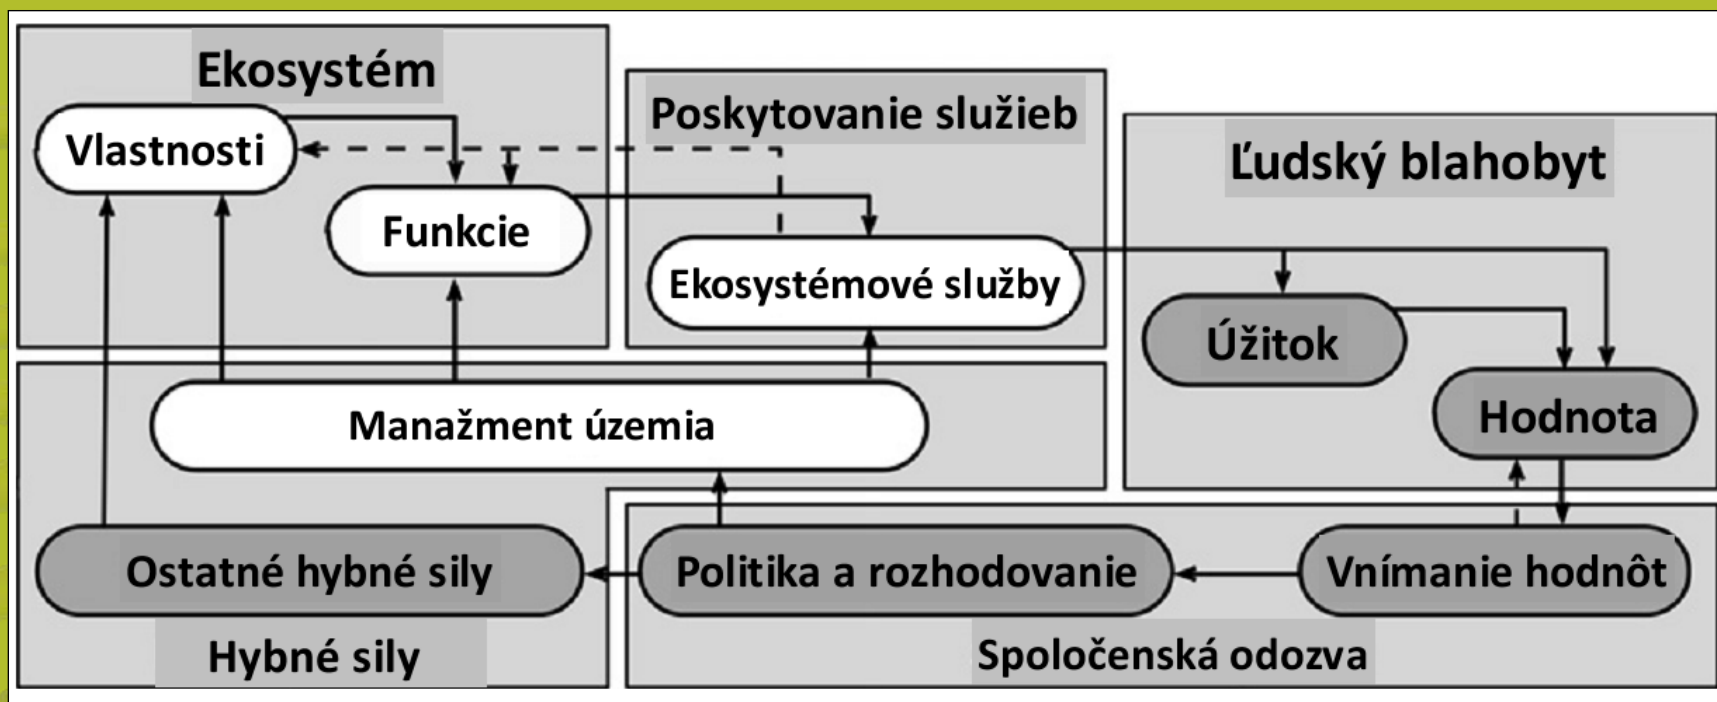 Ekosystém
Vlastnosti
Funkcie
Poskytovanie služieb
Ekosystémové služby
Ľudský blahobyt
Úžitok
Hodnota
Manažment územia
Ostatné hybné sily
Hybné sily
Politika a rozhodovanie
Vnímanie hodnôt
Spoločenská odozva